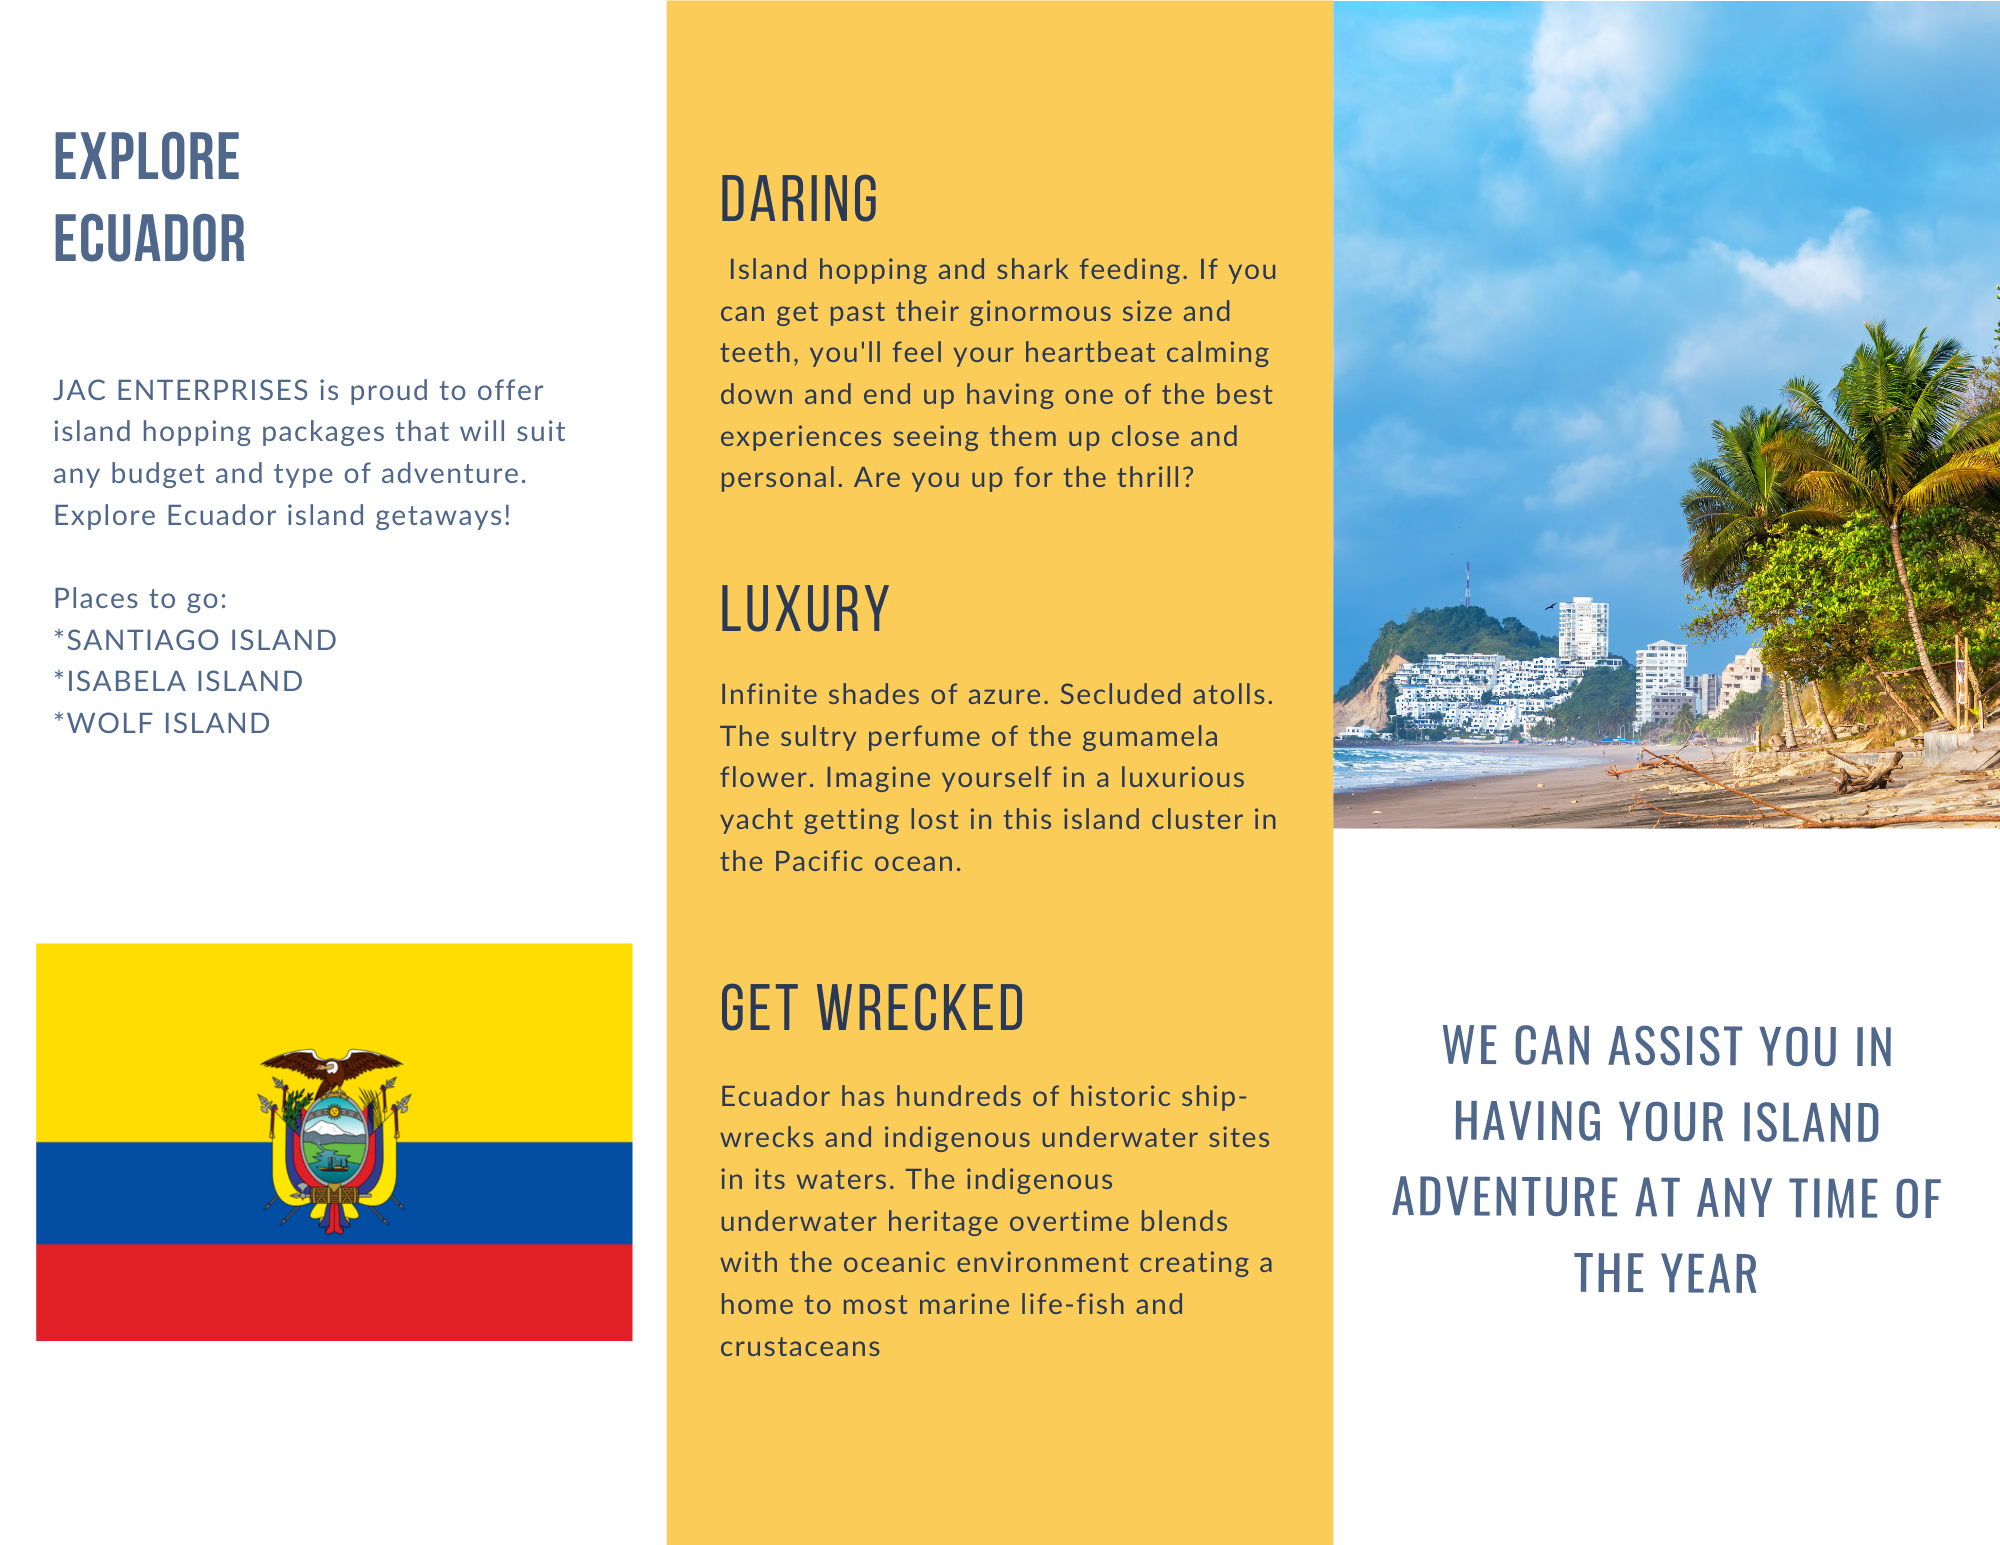 EXPLORE
ECUADOR
JAC ENTERPRISES is proud to offer
island hopping packages that will suit
any budget and type of adventure.
Explore Ecuador island getaways!
Places to go:
*SANTIAGO ISLAND
*ISABELA ISLAND
*WOLF ISLAND
DARING
Island hopping and shark feeding. If you
can get past their ginormous size and
teeth, you'll feel your heartbeat calming
down and end up having one of the best
experiences seeing them up close and
personal. Are you up for the thrill?
LUXURY
Infinite shades of azure. Secluded atolls.
The sultry perfume of the gumamela
flower. Imagine yourself in a luxurious
yacht getting lost in this island cluster in
the Pacific ocean.
GET WRECKED
Ecuador has hundreds of historic ship-
wrecks and indigenous underwater sites
in its waters. The indigenous
underwater heritage overtime blends
with the oceanic environment creating a
home to most marine life-fish and
crustaceans
WE CAN ASSIST YOU IN
HAVING YOUR ISLAND
ADVENTURE AT ANY TIME OF
THE YEAR